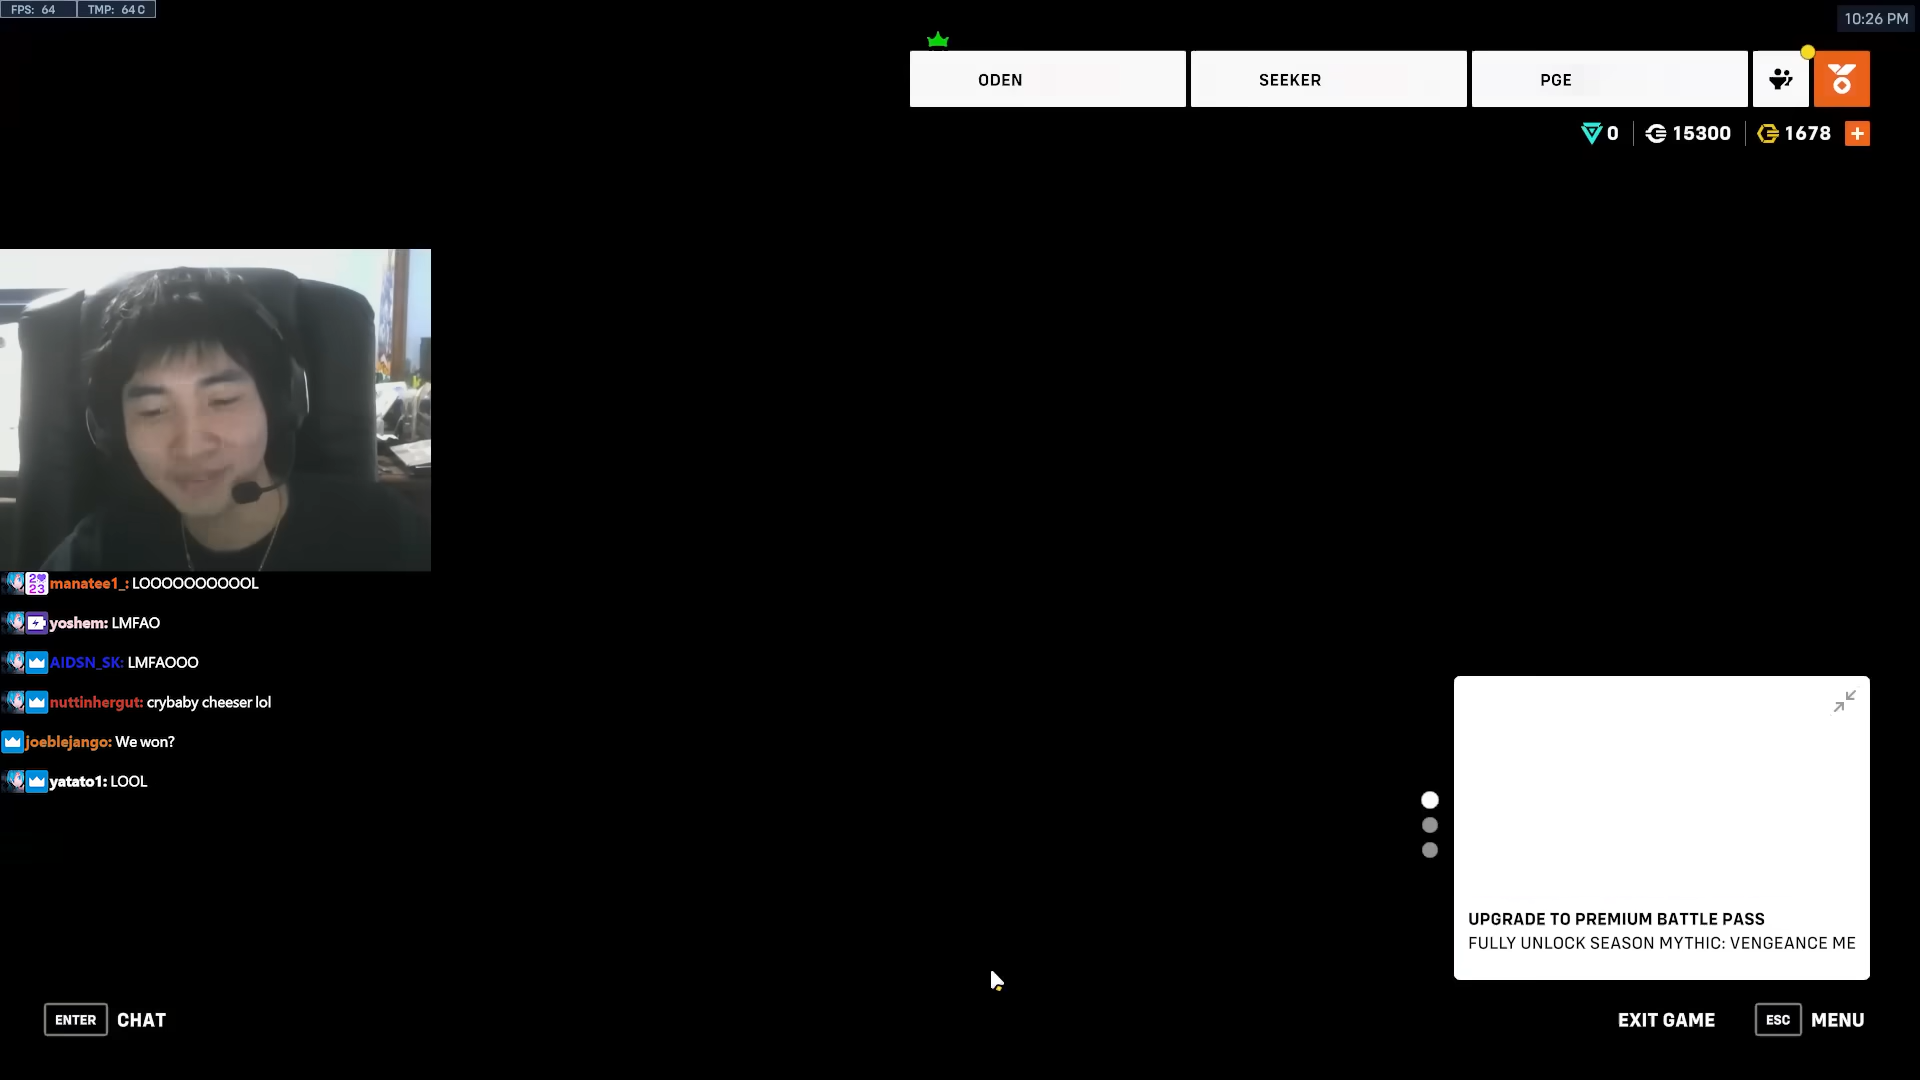 FPS: 64 TMP: 64 C
10:26 PM
ODEN SEEKER PGE
0 15300 1678 +
manatee1_: LOOOOOOOOOOL
yoshem: LMFAO
AIDSN_SK: LMFAOOO
nuttinhergut: crybaby cheeser lol
joeblejango: We won?
yatato1: LOOL
UPGRADE TO PREMIUM BATTLE PASS
FULLY UNLOCK SEASON MYTHIC: VENGEANCE ME
ENTER CHAT
EXIT GAME ESC MENU